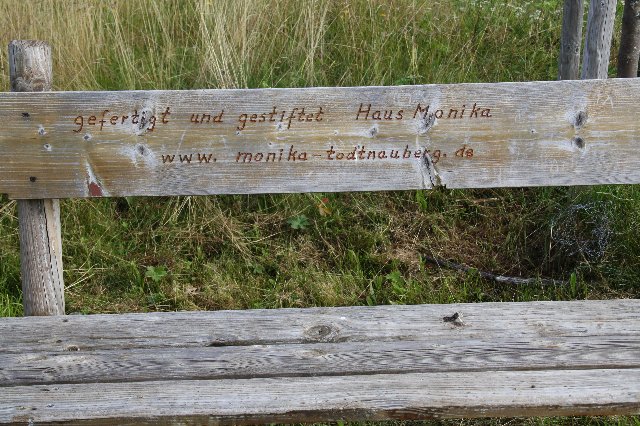 gefertigt und gestiftet Haus Monika
www. monika-todtnauberg. de